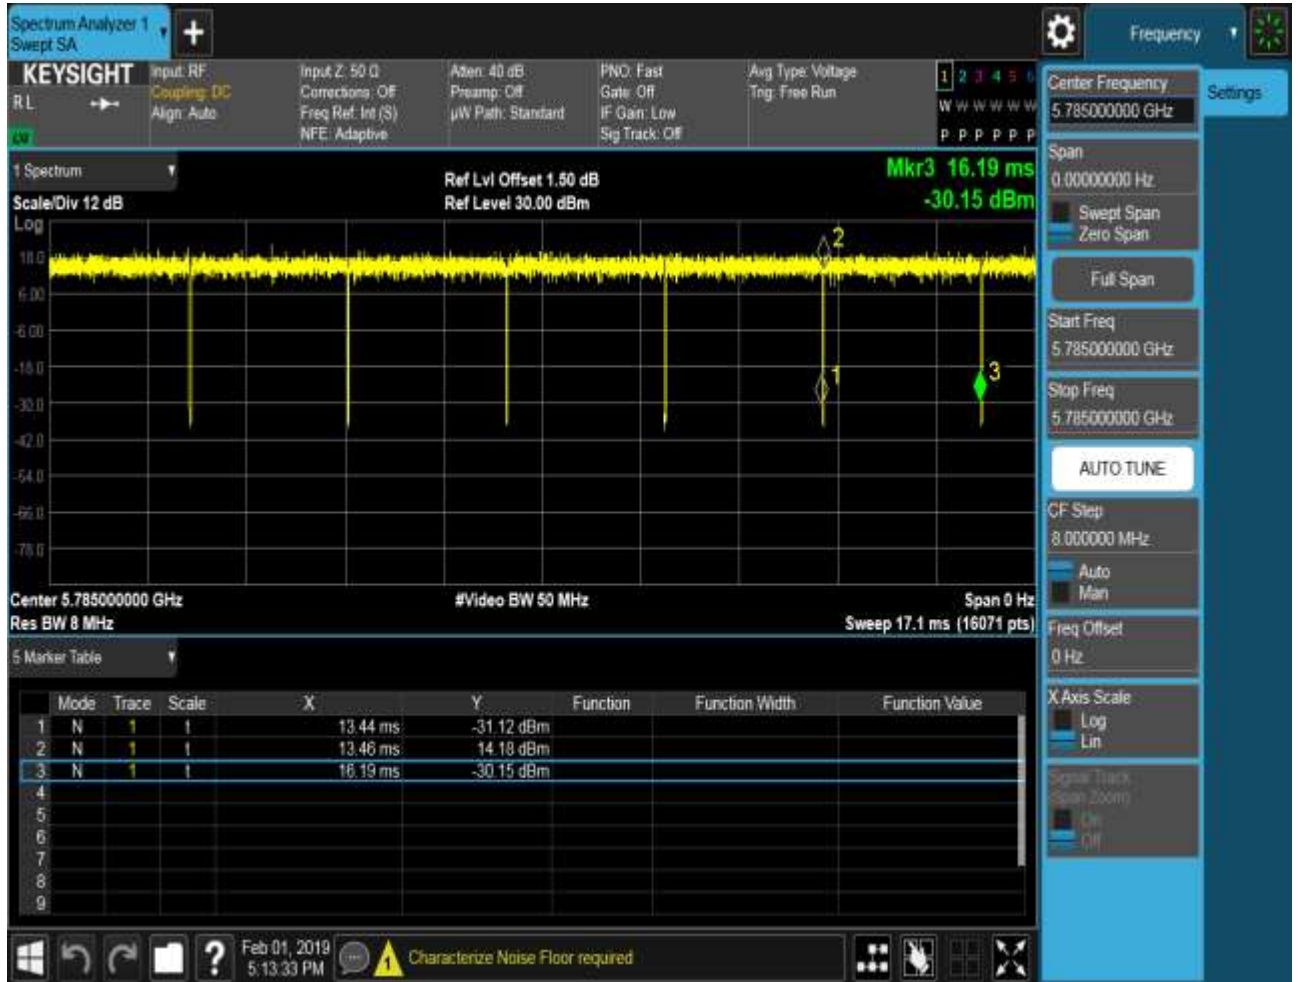 Spectrum Analyzer 1
Swept SA
+
Frequency
KEYSIGHT
RL
Input: RF
Coupling: DC
Align: Auto
Input Z: 50 Ω
Corrections: Off
Freq Ref: Int (S)
NFE: Adaptive
Atten: 40 dB
Preamp: Off
µW Path: Standard
PNO: Fast
Gate: Off
IF Gain: Low
Sig Track: Off
Avg Type: Voltage
Trig: Free Run
1 2 3 4 5 6
W W W W W W
P P P P P P
1 Spectrum
Scale/Div 12 dB
Ref Lvl Offset 1.50 dB
Ref Level 30.00 dBm
Mkr3 16.19 ms
-30.15 dBm
Log
18.0
6.00
-6.00
-18.0
-30.0
-42.0
-54.0
-66.0
-78.0
2
1
3
Center 5.785000000 GHz
#Video BW 50 MHz
Span 0 Hz
Res BW 8 MHz
Sweep 17.1 ms (16071 pts)
5 Marker Table
Mode Trace Scale X Y Function Function Width Function Value
1 N 1 t 13.44 ms -31.12 dBm
2 N 1 t 13.46 ms 14.18 dBm
3 N 1 t 16.19 ms -30.15 dBm
4
5
6
7
8
9
Feb 01, 2019
5:13:33 PM
?
1
Characterize Noise Floor required
Center Frequency
5.785000000 GHz
Settings
Span
0.00000000 Hz
Swept Span
Zero Span
Full Span
Start Freq
5.785000000 GHz
Stop Freq
5.785000000 GHz
AUTO TUNE
CF Step
8.000000 MHz
Auto
Man
Freq Offset
0 Hz
X Axis Scale
Log
Lin
Signal Track
(Span Zoom)
On
Off